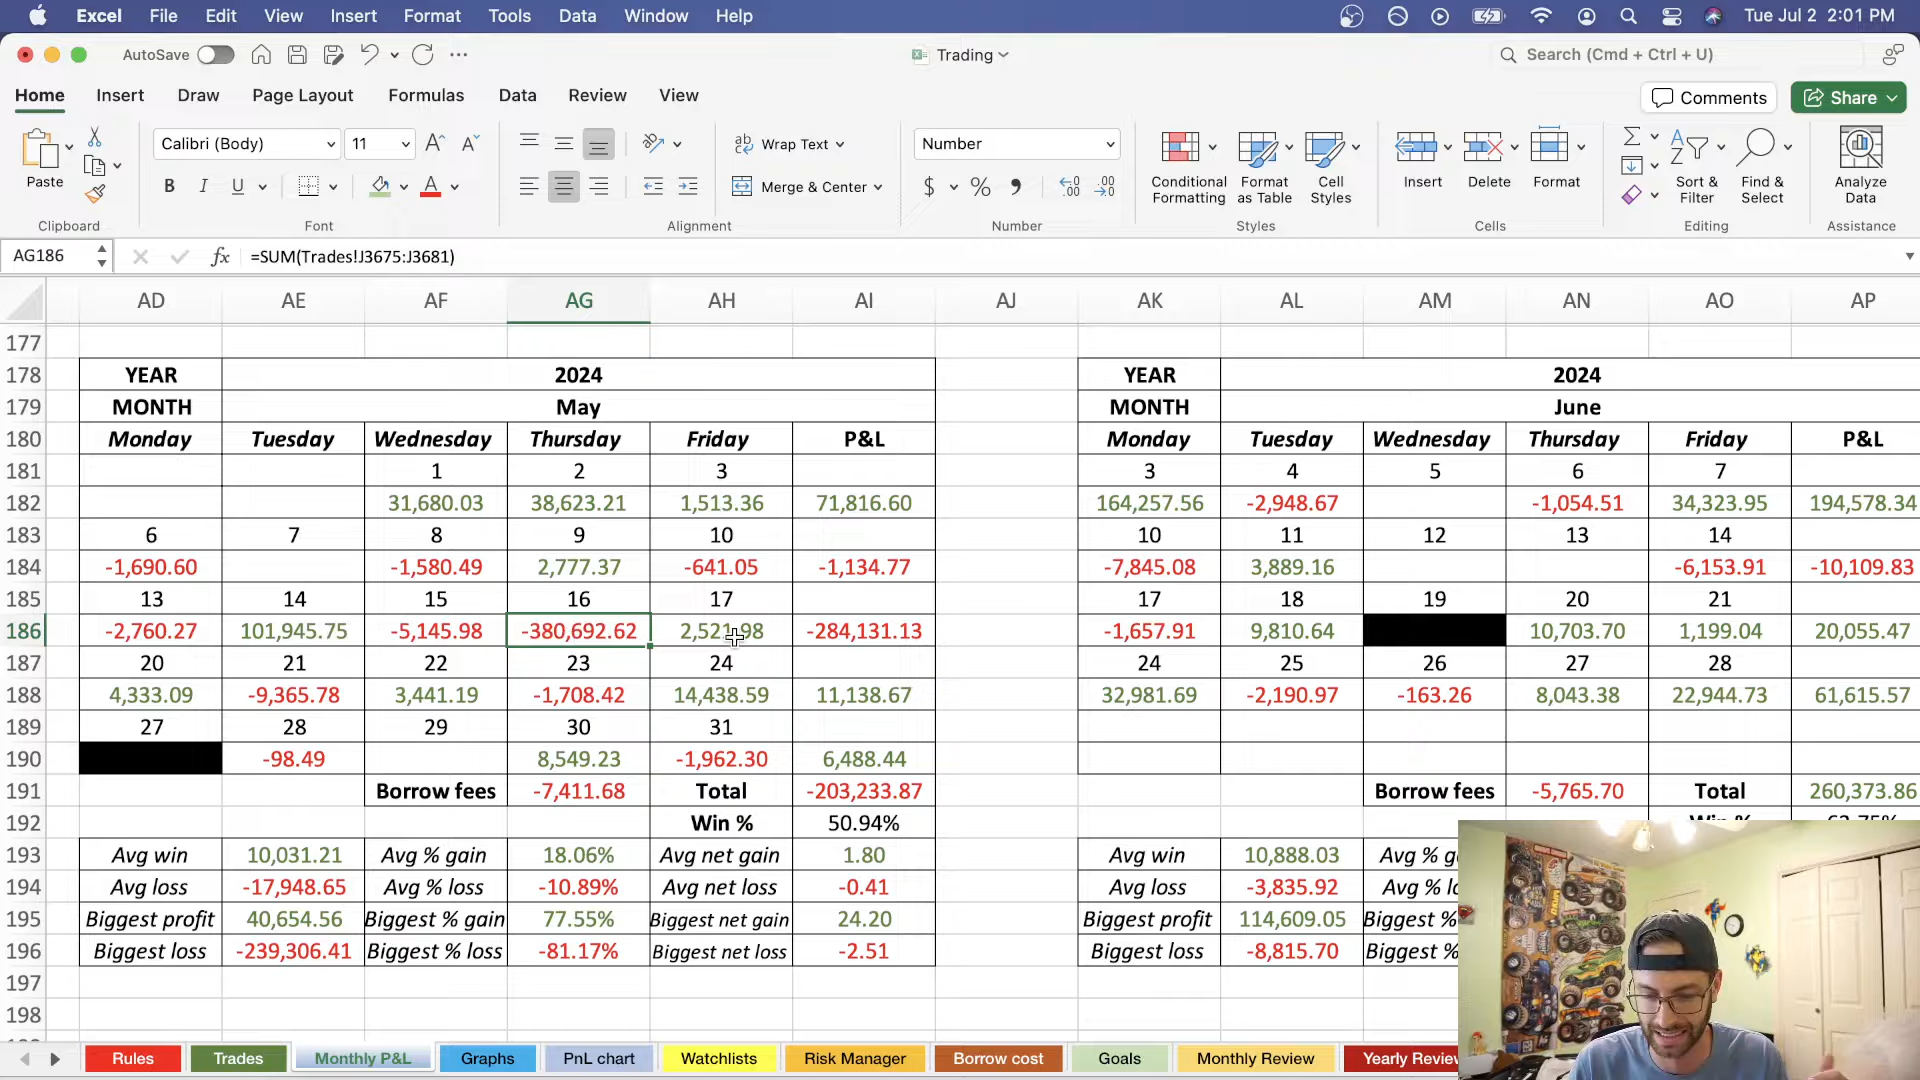 Excel File Edit View Insert Format Tools Data Window Help Tue Jul 2 2:01 PM
AutoSave Trading Search (Cmd + Ctrl + U)
Home Insert Draw Page Layout Formulas Data Review View Comments Share
Paste Calibri (Body) 11 Wrap Text Number Conditional Formatting Format as Table Cell Styles Insert Delete Format Sort & Filter Find & Select Analyze Data
B I U Merge & Center $ %
Clipboard Font Alignment Number Styles Cells Editing Assistance
AG186 fx =SUM(Trades!J3675:J3681)
AD AE AF AG AH AI AJ AK AL AM AN AO AP
177
178 YEAR 2024 YEAR 2024
179 MONTH May MONTH June
180 Monday Tuesday Wednesday Thursday Friday P&L Monday Tuesday Wednesday Thursday Friday P&L
181 1 2 3 3 4 5 6 7
182 31,680.03 38,623.21 1,513.36 71,816.60 164,257.56 -2,948.67 -1,054.51 34,323.95 194,578.34
183 6 7 8 9 10 10 11 12 13 14
184 -1,690.60 -1,580.49 2,777.37 -641.05 -1,134.77 -7,845.08 3,889.16 -6,153.91 -10,109.83
185 13 14 15 16 17 17 18 19 20 21
186 -2,760.27 101,945.75 -5,145.98 -380,692.62 2,521.98 -284,131.13 -1,657.91 9,810.64 10,703.70 1,199.04 20,055.47
187 20 21 22 23 24 24 25 26 27 28
188 4,333.09 -9,365.78 3,441.19 -1,708.42 14,438.59 11,138.67 32,981.69 -2,190.97 -163.26 8,043.38 22,944.73 61,615.57
189 27 28 29 30 31
190 -98.49 8,549.23 -1,962.30 6,488.44
191 Borrow fees -7,411.68 Total -203,233.87 Borrow fees -5,765.70 Total 260,373.86
192 Win % 50.94%
193 Avg win 10,031.21 Avg % gain 18.06% Avg net gain 1.80 Avg win 10,888.03 Avg % g
194 Avg loss -17,948.65 Avg % loss -10.89% Avg net loss -0.41 Avg loss -3,835.92 Avg % lo
195 Biggest profit 40,654.56 Biggest % gain 77.55% Biggest net gain 24.20 Biggest profit 114,609.05 Biggest %
196 Biggest loss -239,306.41 Biggest % loss -81.17% Biggest net loss -2.51 Biggest loss -8,815.70 Biggest %
197
198
Rules Trades Monthly P&L Graphs PnL chart Watchlists Risk Manager Borrow cost Goals Monthly Review Yearly Review